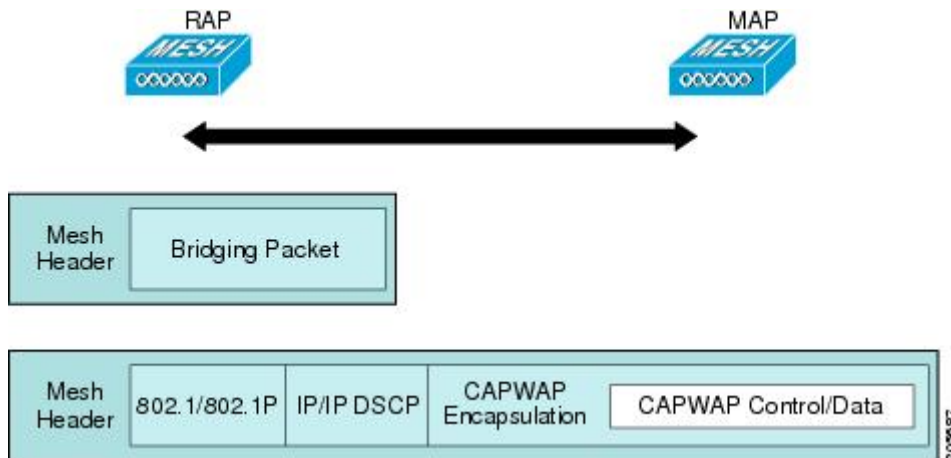 RAP
MAP
MESH
MESH
Mesh
Header
Bridging Packet
Mesh
Header
802.1/802.1P
IP/IP DSCP
CAPWAP
Encapsulation
CAPWAP Control/Data